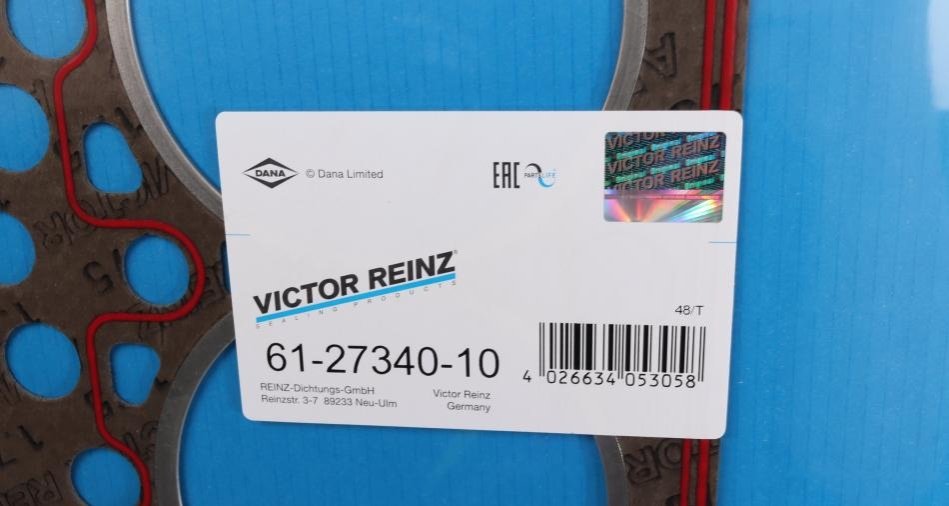 DANA © Dana Limited
EAC PARTSLIFE
VICTOR REINZ
VICTOR REINZ
VICTOR REINZ
VICTOR REINZ®
SEALING PRODUCTS
48/T
61-27340-10
4 026634 053058
REINZ-Dichtungs-GmbH
Reinzstr. 3-7 89233 Neu-Ulm
Victor Reinz
Germany